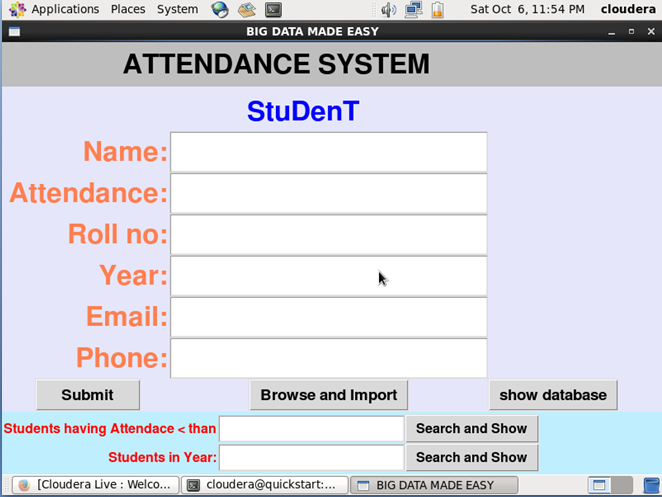 Applications Places System Sat Oct 6, 11:54 PM cloudera
BIG DATA MADE EASY
ATTENDANCE SYSTEM
StuDenT
Name:
Attendance:
Roll no:
Year:
Email:
Phone:
Submit Browse and Import show database
Students having Attendace < than Search and Show
Students in Year: Search and Show
[Cloudera Live : Welco... cloudera@quickstart:... BIG DATA MADE EASY